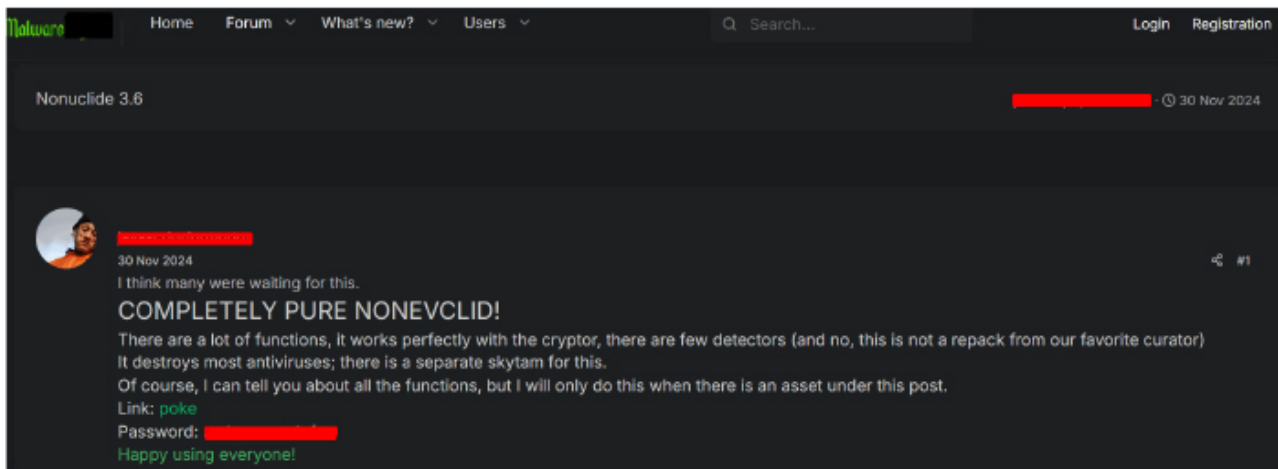 Malware
Home Forum What's new? Users Search... Login Registration
Nonuclide 3.6
- 30 Nov 2024
30 Nov 2024
#1
I think many were waiting for this.
COMPLETELY PURE NONEVCLID!
There are a lot of functions, it works perfectly with the cryptor, there are few detectors (and no, this is not a repack from our favorite curator)
It destroys most antiviruses; there is a separate skytam for this.
Of course, I can tell you about all the functions, but I will only do this when there is an asset under this post.
Link: poke
Password:
Happy using everyone!